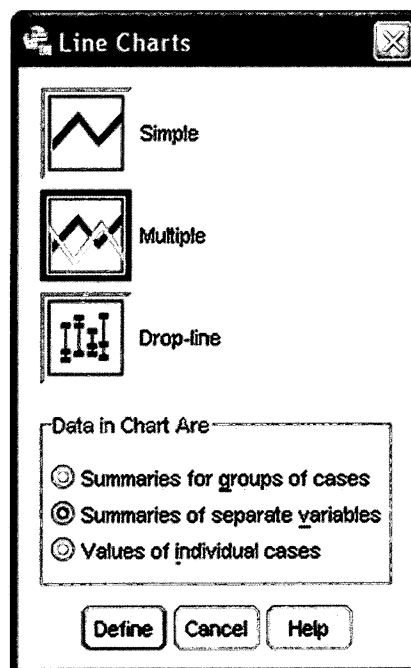 Line Charts
Simple
Multiple
Drop-line
Data in Chart Are
Summaries for groups of cases
Summaries of separate variables
Values of individual cases
Define Cancel Help